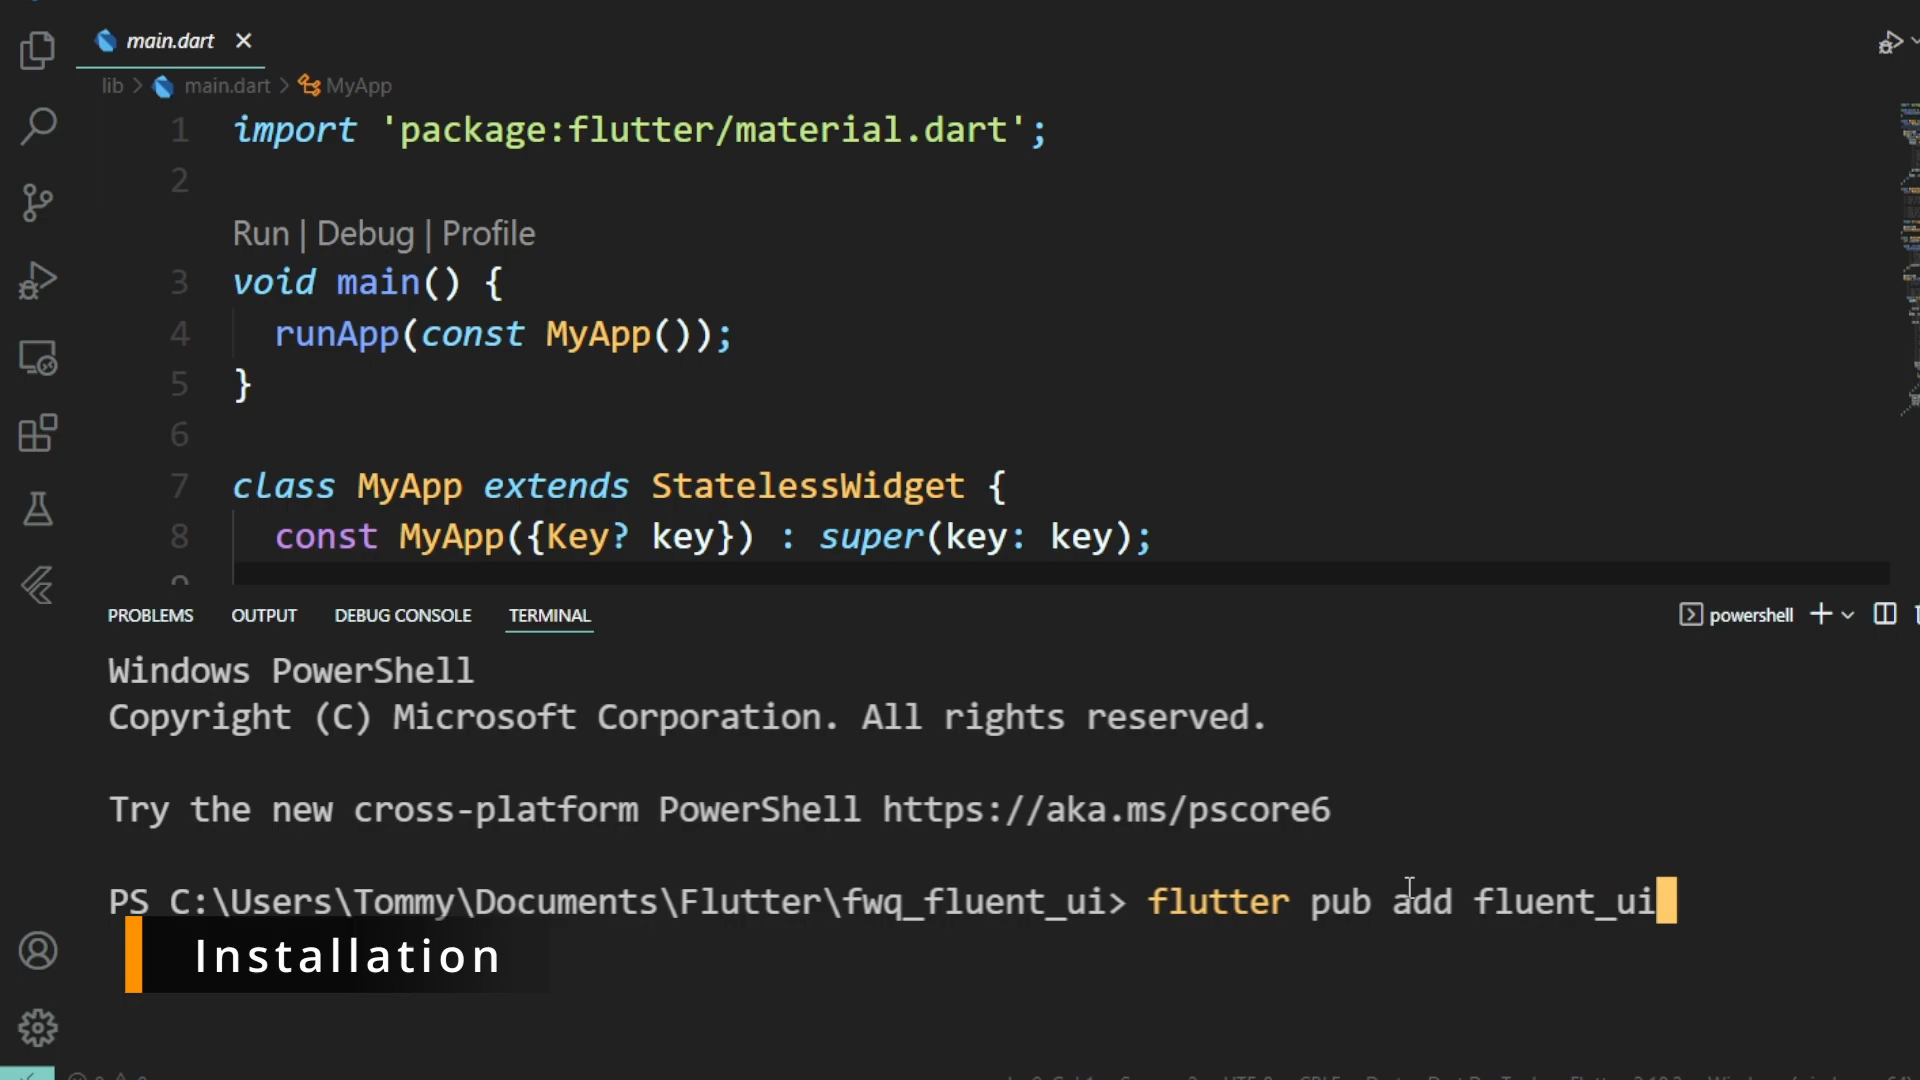 main.dart
lib > main.dart > MyApp
1 import 'package:flutter/material.dart';
2
Run | Debug | Profile
3 void main() {
4 runApp(const MyApp());
5 }
6
7 class MyApp extends StatelessWidget {
8 const MyApp({Key? key}) : super(key: key);
PROBLEMS OUTPUT DEBUG CONSOLE TERMINAL powershell
Windows PowerShell
Copyright (C) Microsoft Corporation. All rights reserved.
Try the new cross-platform PowerShell https://aka.ms/pscore6
PS C:\Users\Tommy\Documents\Flutter\fwq_fluent_ui> flutter pub add fluent_ui
Installation